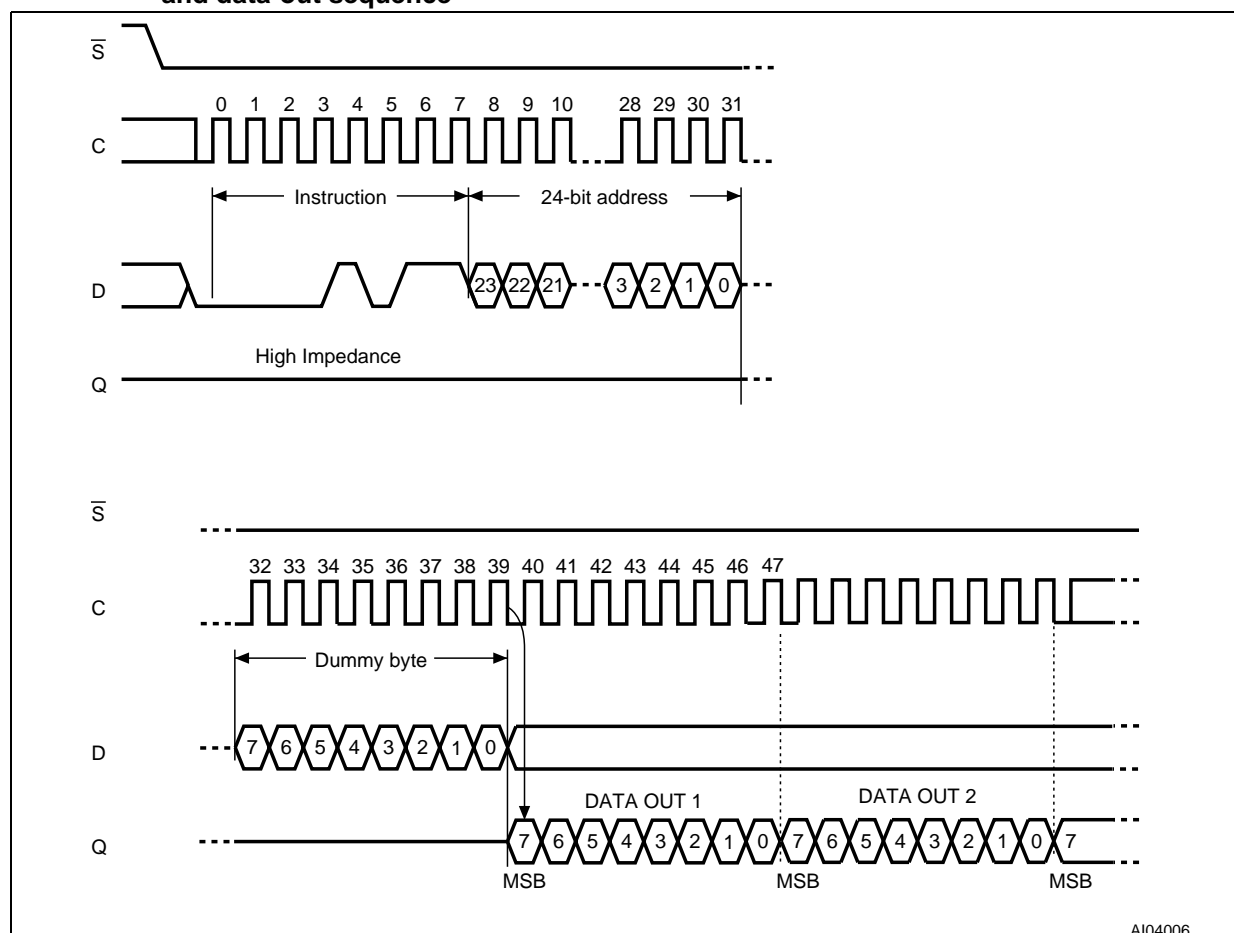 and data-out sequence
S
0 1 2 3 4 5 6 7 8 9 10 28 29 30 31
C
Instruction 24-bit address
D 23 22 21 3 2 1 0
High Impedance
Q
S
32 33 34 35 36 37 38 39 40 41 42 43 44 45 46 47
C
Dummy byte
D 7 6 5 4 3 2 1 0
DATA OUT 1 DATA OUT 2
Q 7 6 5 4 3 2 1 0 7 6 5 4 3 2 1 0 7
MSB MSB MSB
AI04006